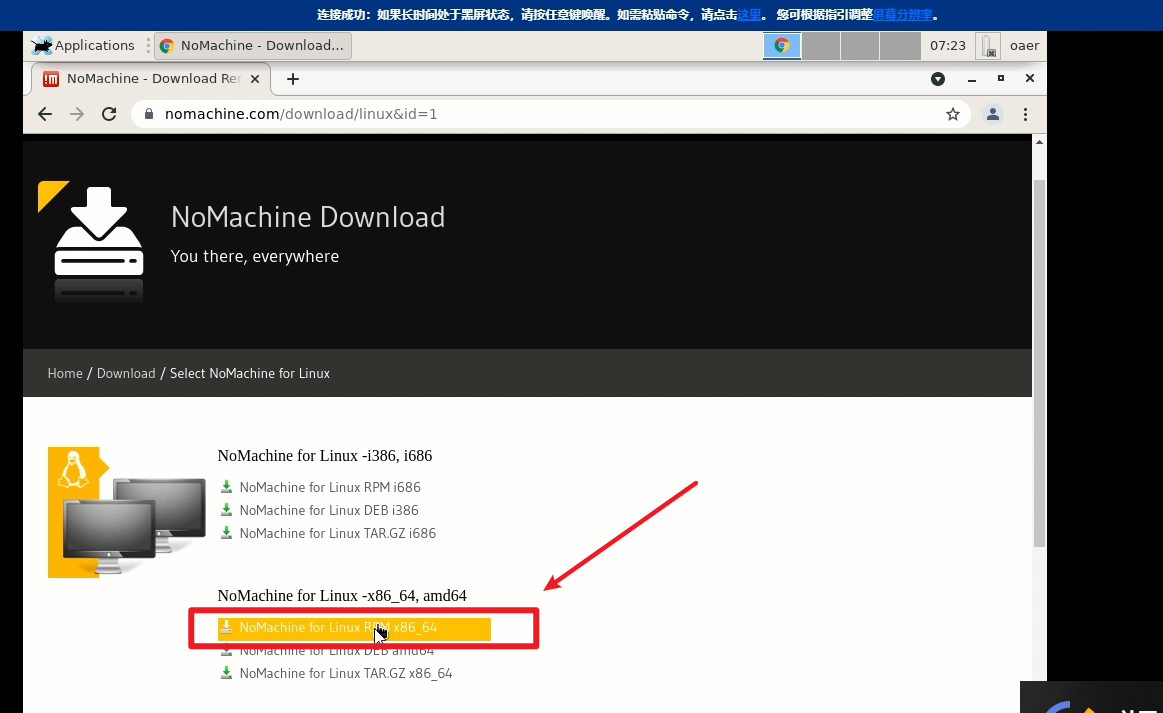 连接成功：如果长时间处于黑屏状态，请按任意键唤醒。如需粘贴命令，请点击这里。 您可根据指引调整屏幕分辨率。
Applications
NoMachine - Download...
07:23
oaer
NoMachine - Download Re
nomachine.com/download/linux&id=1
NoMachine Download
You there, everywhere
Home / Download / Select NoMachine for Linux
NoMachine for Linux -i386, i686
NoMachine for Linux RPM i686
NoMachine for Linux DEB i386
NoMachine for Linux TAR.GZ i686
NoMachine for Linux -x86_64, amd64
NoMachine for Linux RPM x86_64
NoMachine for Linux DEB amd64
NoMachine for Linux TAR.GZ x86_64